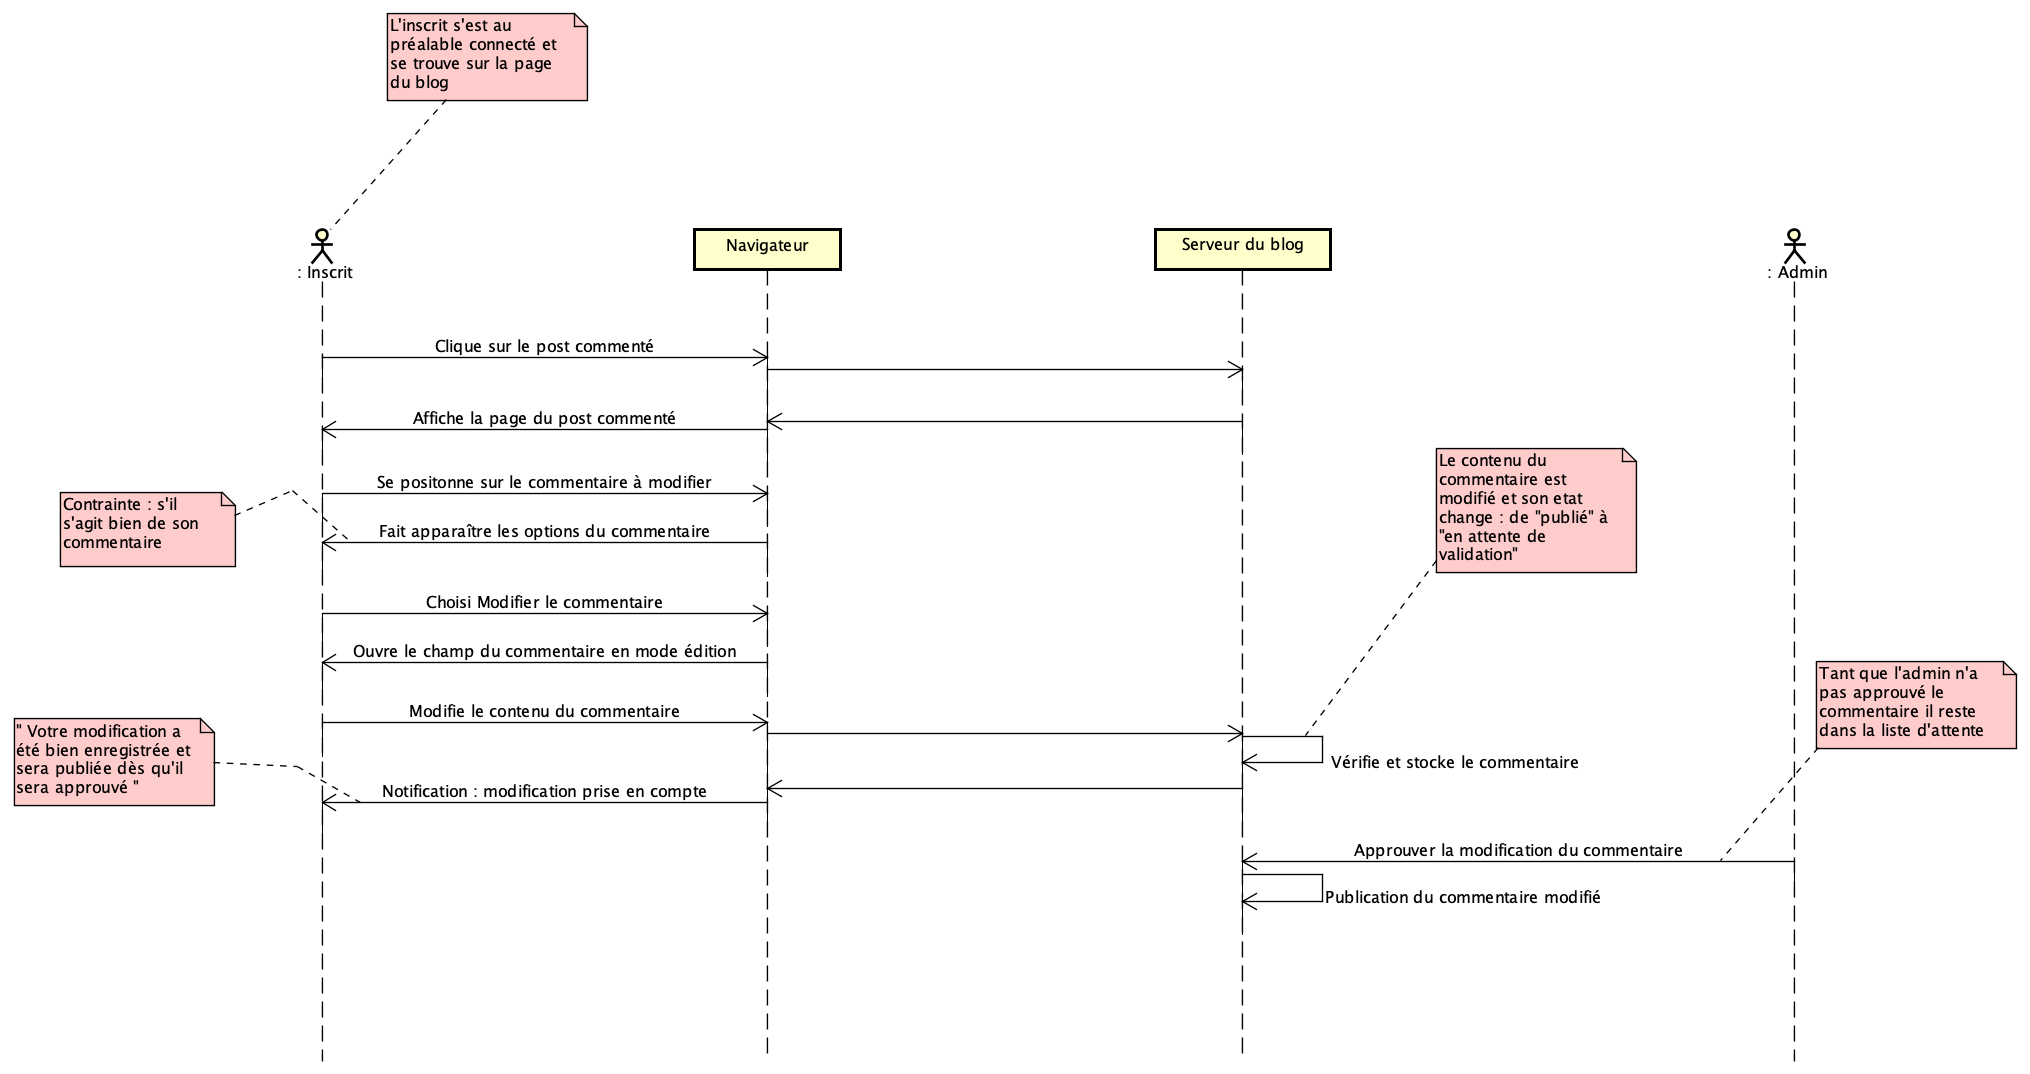 L'inscrit s'est au
préalable connecté et
se trouve sur la page
du blog
: Inscrit
Navigateur
Serveur du blog
: Admin
Clique sur le post commenté
Affiche la page du post commenté
Se positonne sur le commentaire à modifier
Contrainte : s'il
s'agit bien de son
commentaire
Fait apparaître les options du commentaire
Le contenu du
commentaire est
modifié et son etat
change : de "publié" à
"en attente de
validation"
Choisi Modifier le commentaire
Ouvre le champ du commentaire en mode édition
Tant que l'admin n'a
pas approuvé le
commentaire il reste
dans la liste d'attente
Modifie le contenu du commentaire
" Votre modification a
été bien enregistrée et
sera publiée dès qu'il
sera approuvé "
Vérifie et stocke le commentaire
Notification : modification prise en compte
Approuver la modification du commentaire
Publication du commentaire modifié